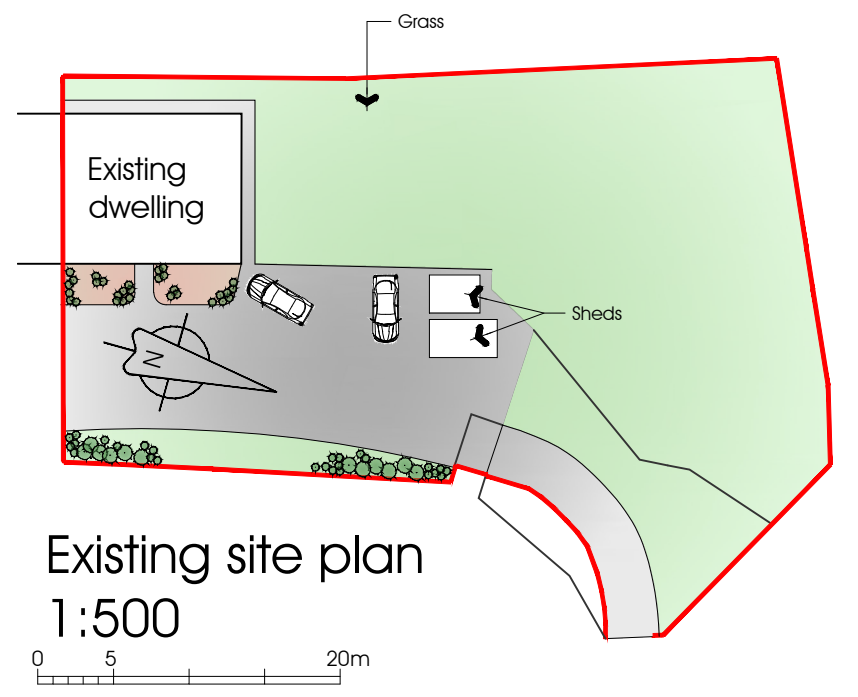 Grass
Existing
dwelling
Sheds
N
Existing site plan
1:500
0 5 20m